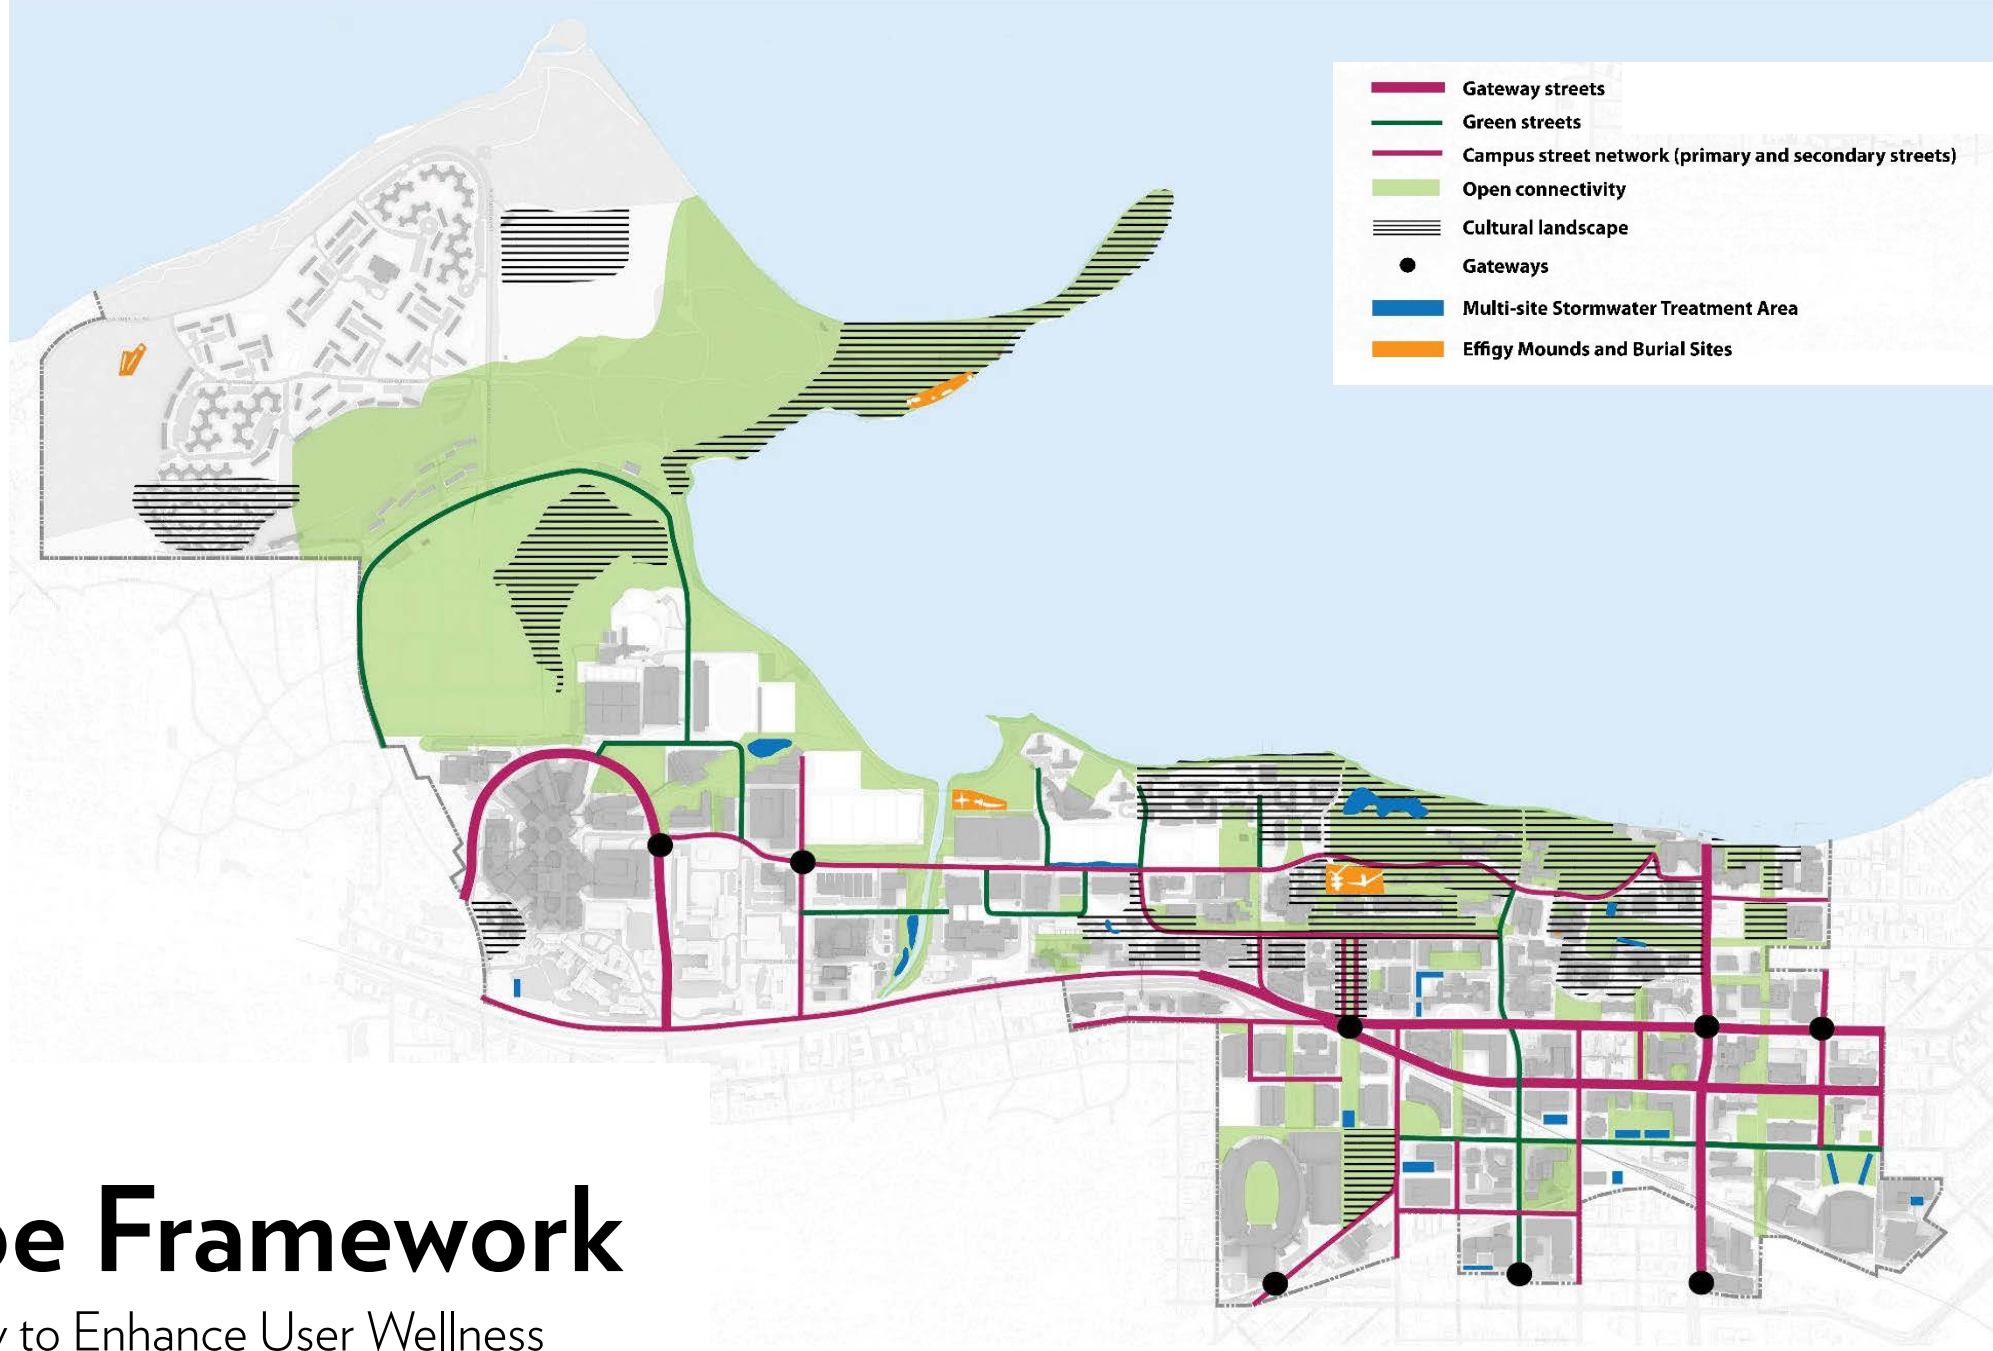 Gateway streets
Green streets
Campus street network (primary and secondary streets)
Open connectivity
Cultural landscape
Gateways
Multi-site Stormwater Treatment Area
Effigy Mounds and Burial Sites
Framework
to Enhance User Wellness